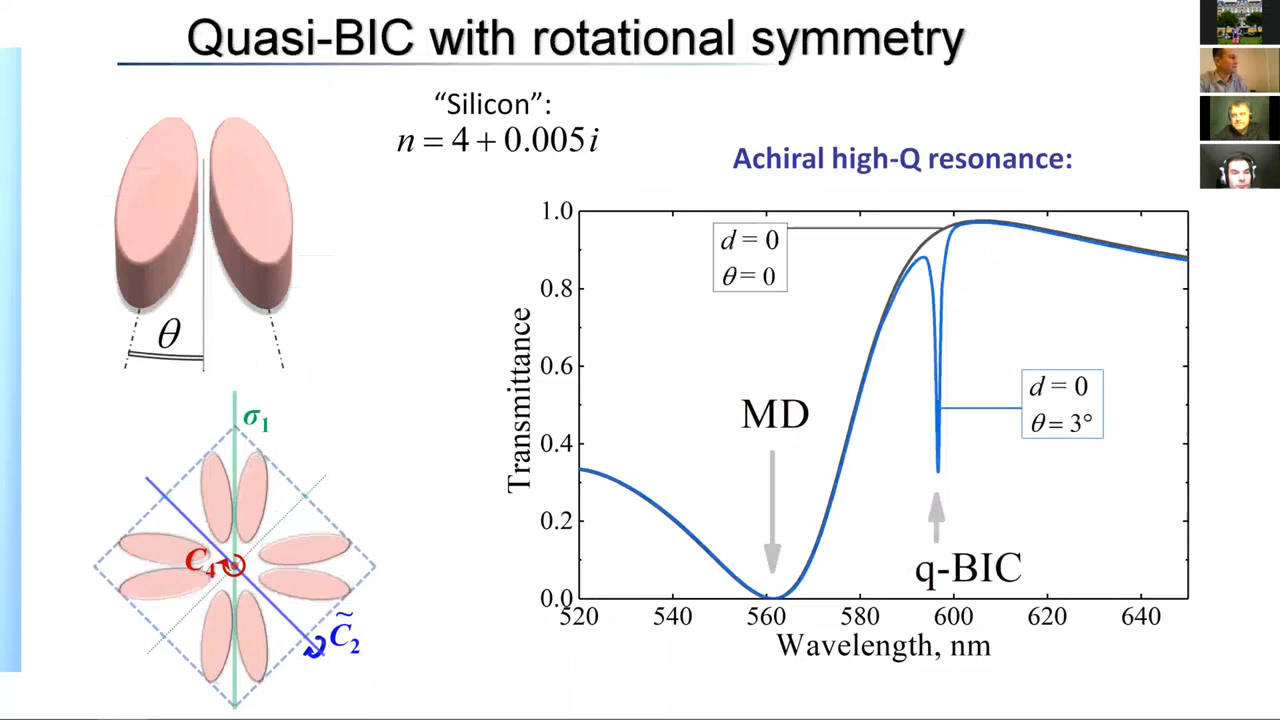 Quasi-BIC with rotational symmetry
“Silicon”:
n = 4 + 0.005i
Achiral high-Q resonance:
θ
σ1
C4
C̃2
Transmittance
1.0
0.8
0.6
0.4
0.2
0.0
d = 0
θ = 0
MD
d = 0
θ = 3°
q-BIC
520 540 560 580 600 620 640
Wavelength, nm